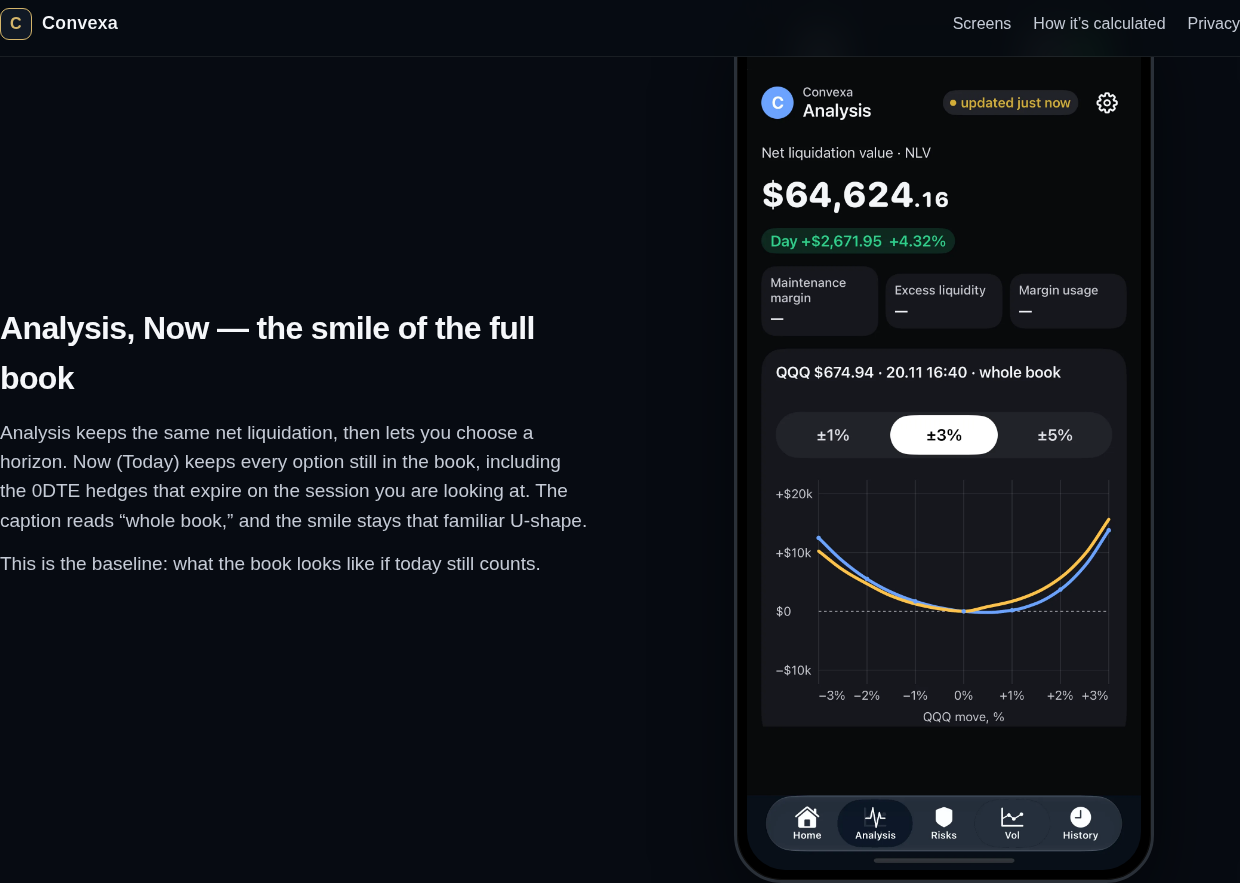 C Convexa
Screens How it’s calculated Privacy
Analysis, Now — the smile of the full
book
Analysis keeps the same net liquidation, then lets you choose a
horizon. Now (Today) keeps every option still in the book, including
the 0DTE hedges that expire on the session you are looking at. The
caption reads “whole book,” and the smile stays that familiar U-shape.
This is the baseline: what the book looks like if today still counts.
C
Convexa
Analysis
updated just now
Net liquidation value · NLV
$64,624.16
Day +$2,671.95 +4.32%
Maintenance
margin
—
Excess liquidity
—
Margin usage
—
QQQ $674.94 · 20.11 16:40 · whole book
±1% ±3% ±5%
+$20k
+$10k
$0
−$10k
−3% −2% −1% 0% +1% +2% +3%
QQQ move, %
Home Analysis Risks Vol History